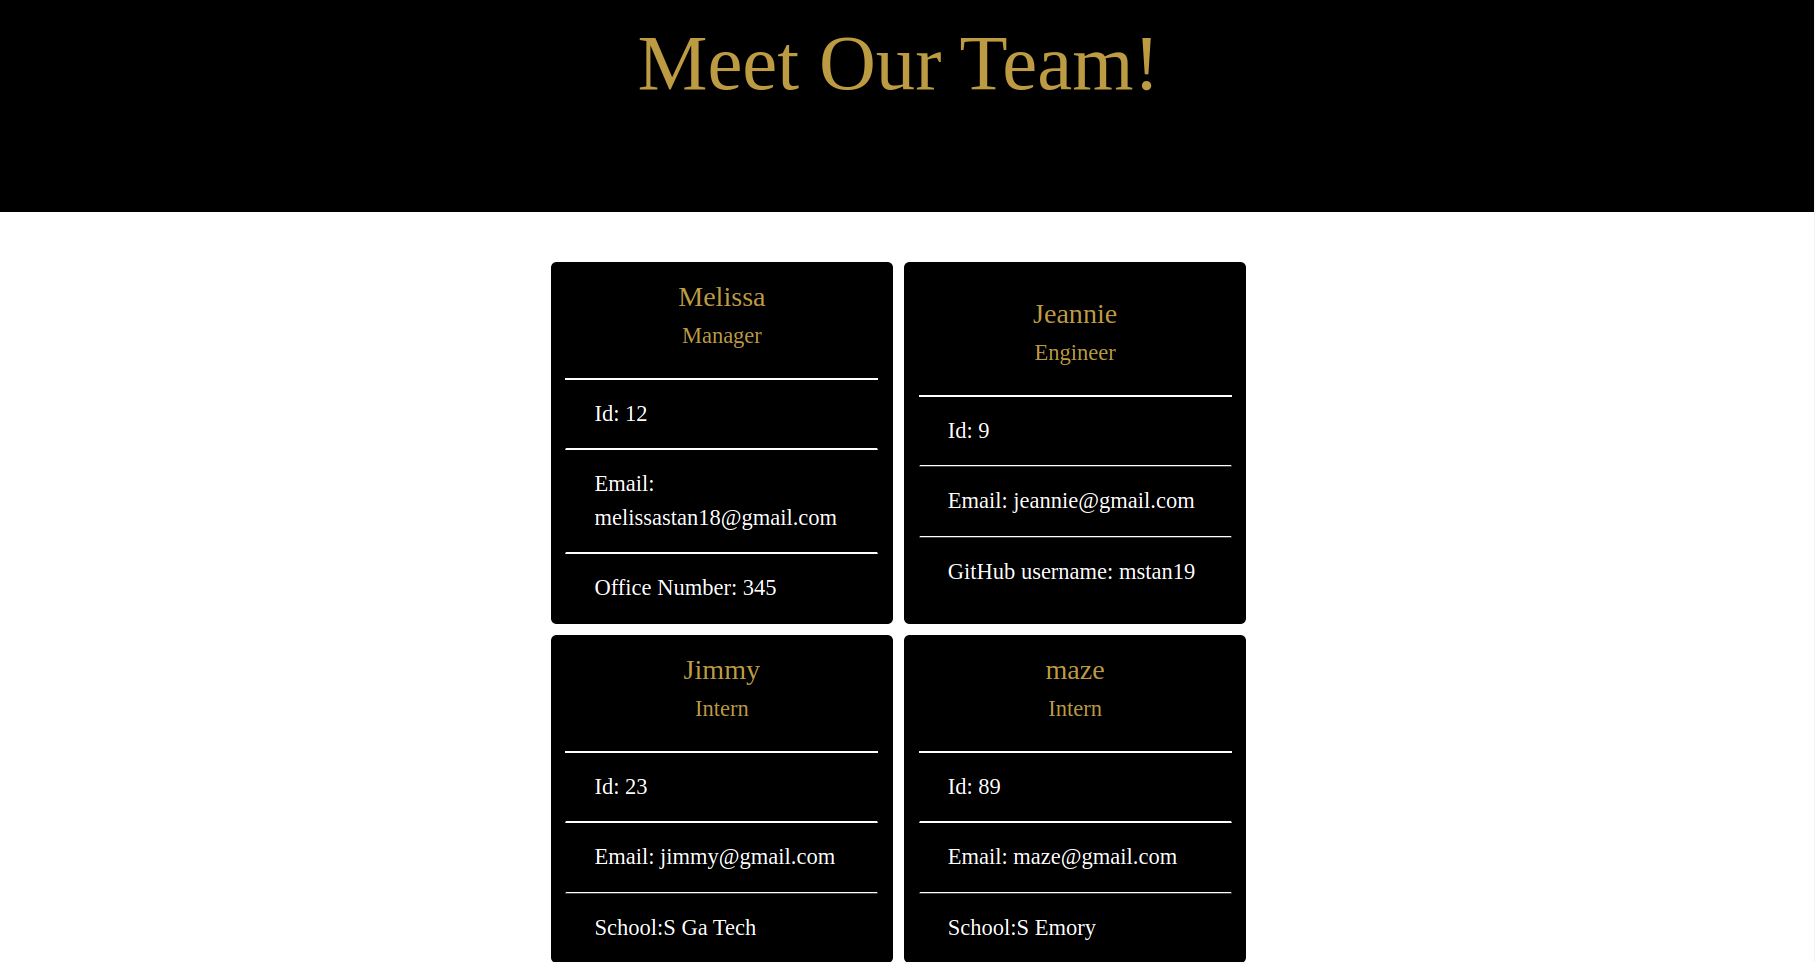 Meet Our Team!
Melissa
Manager
Id: 12
Email:
melissastan18@gmail.com
Office Number: 345
Jeannie
Engineer
Id: 9
Email: jeannie@gmail.com
GitHub username: mstan19
Jimmy
Intern
Id: 23
Email: jimmy@gmail.com
School:S Ga Tech
maze
Intern
Id: 89
Email: maze@gmail.com
School:S Emory